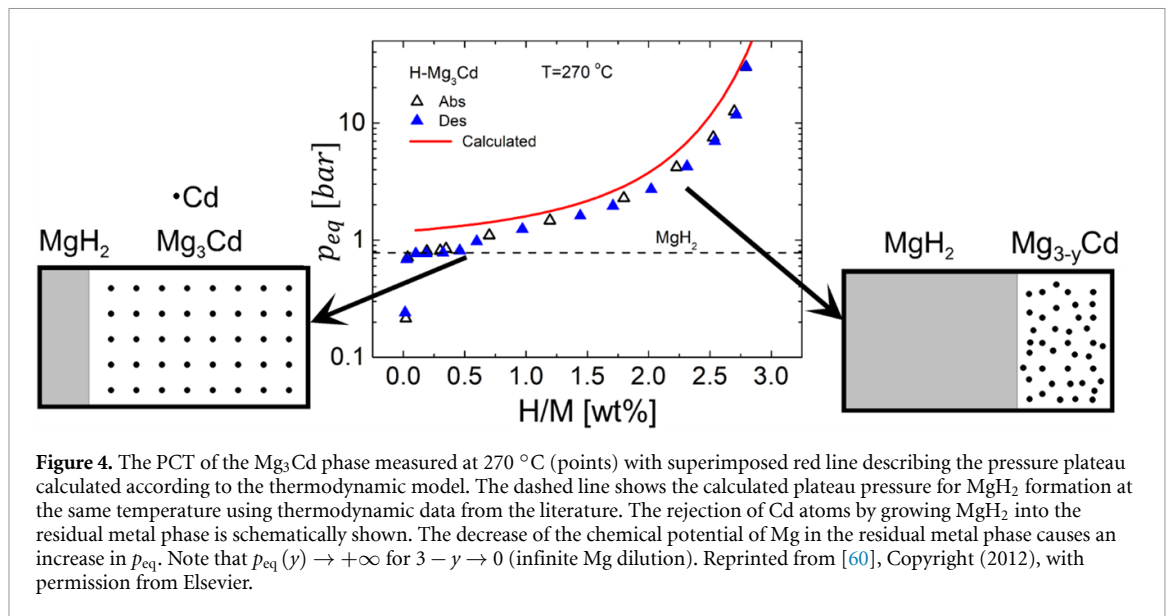 H-Mg₃Cd T=270 °C
Abs
Des
Calculated
10
1
0.1
p_eq [bar]
MgH₂
0.0 0.5 1.0 1.5 2.0 2.5 3.0
H/M [wt%]
•Cd
MgH₂ Mg₃Cd
MgH₂ Mg₃₋yCd
Figure 4. The PCT of the Mg₃Cd phase measured at 270 °C (points) with superimposed red line describing the pressure plateau
calculated according to the thermodynamic model. The dashed line shows the calculated plateau pressure for MgH₂ formation at
the same temperature using thermodynamic data from the literature. The rejection of Cd atoms by growing MgH₂ into the
residual metal phase is schematically shown. The decrease of the chemical potential of Mg in the residual metal phase causes an
increase in p_eq. Note that p_eq (y) → +∞ for 3 − y → 0 (infinite Mg dilution). Reprinted from [60], Copyright (2012), with
permission from Elsevier.